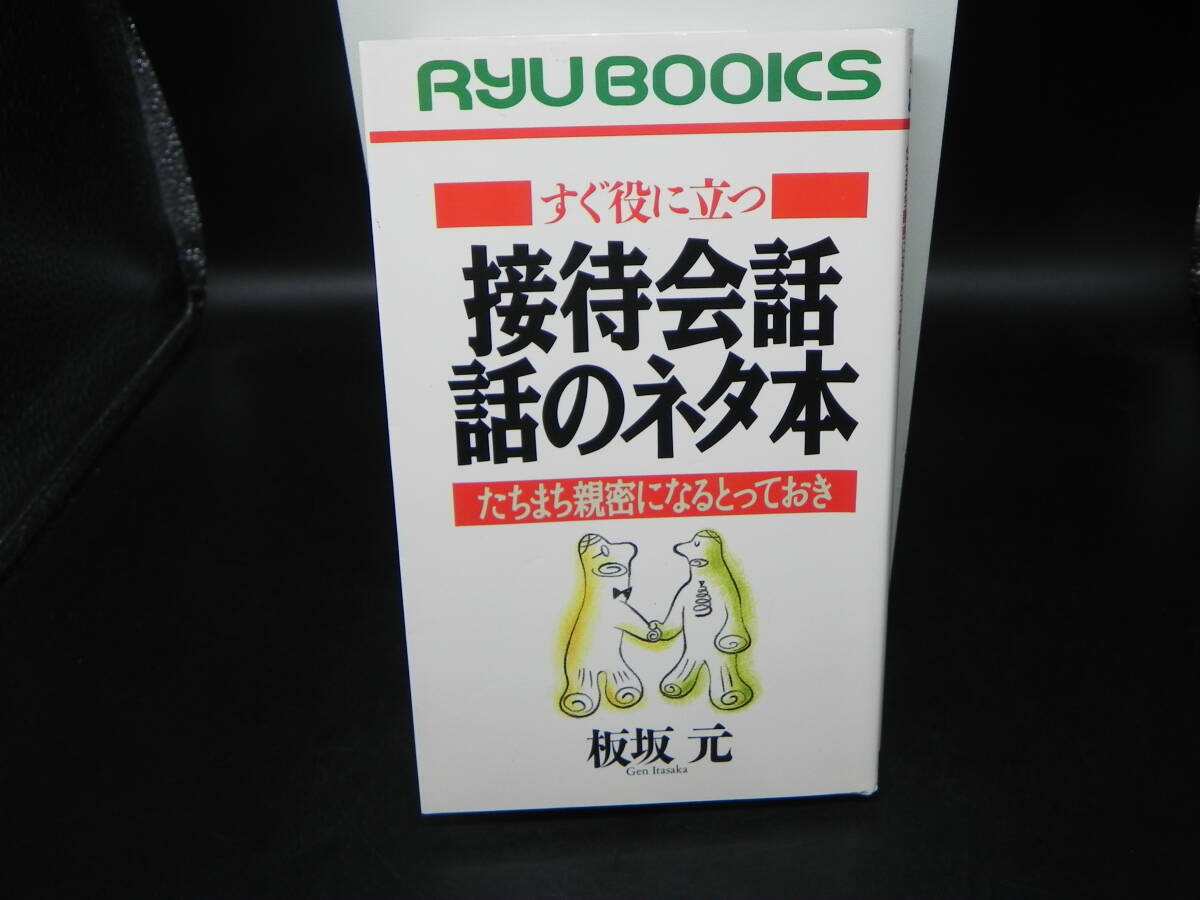 RYU BOOKS
すぐ役に立つ
接待会話
話のネタ本
たちまち親密になるとっておき
板坂 元
Gen Itasaka